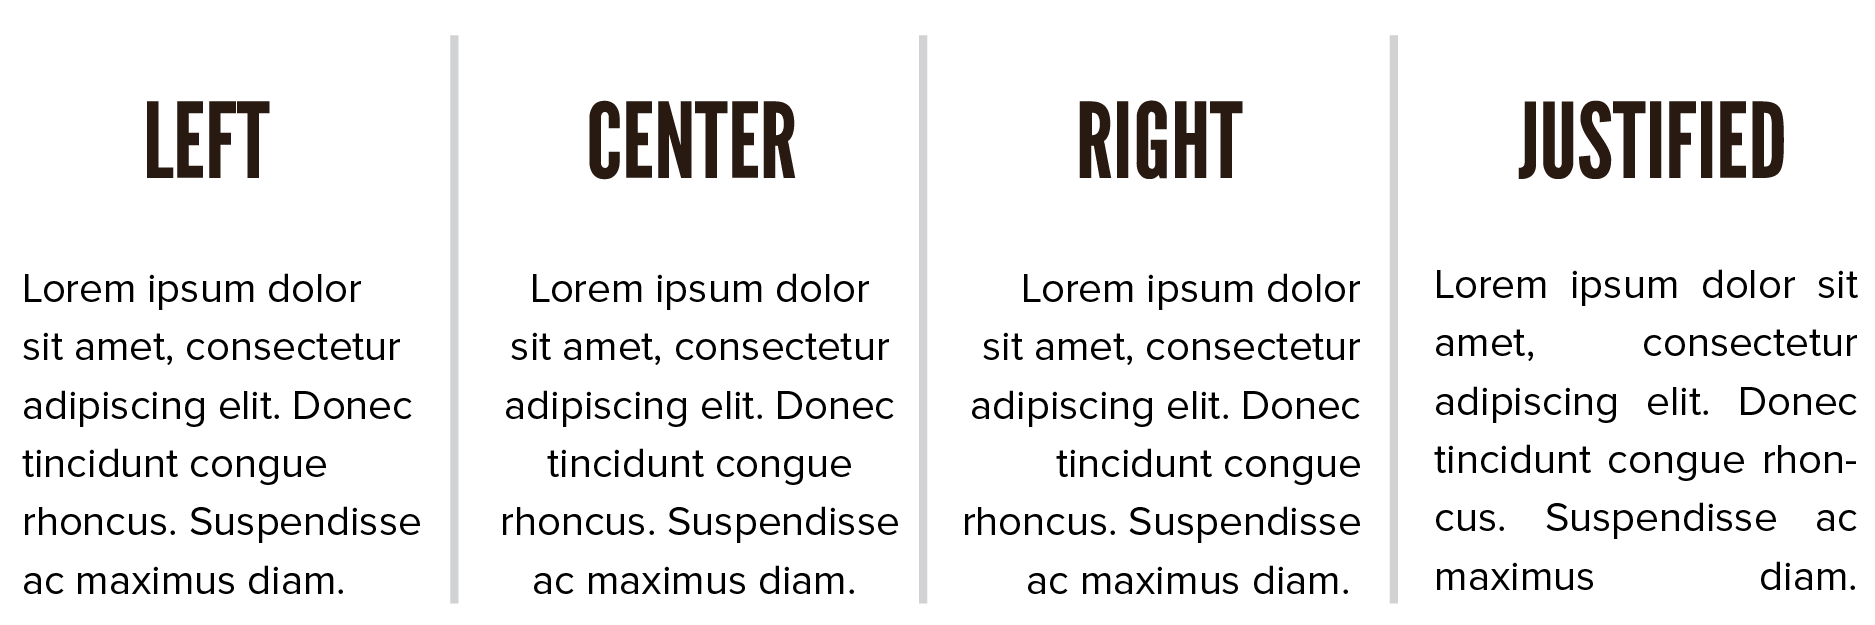 LEFT
Lorem ipsum dolor
sit amet, consectetur
adipiscing elit. Donec
tincidunt congue
rhoncus. Suspendisse
ac maximus diam.
CENTER
Lorem ipsum dolor
sit amet, consectetur
adipiscing elit. Donec
tincidunt congue
rhoncus. Suspendisse
ac maximus diam.
RIGHT
Lorem ipsum dolor
sit amet, consectetur
adipiscing elit. Donec
tincidunt congue
rhoncus. Suspendisse
ac maximus diam.
JUSTIFIED
Lorem ipsum dolor sit
amet, consectetur
adipiscing elit. Donec
tincidunt congue rhon-
cus. Suspendisse ac
maximus diam.